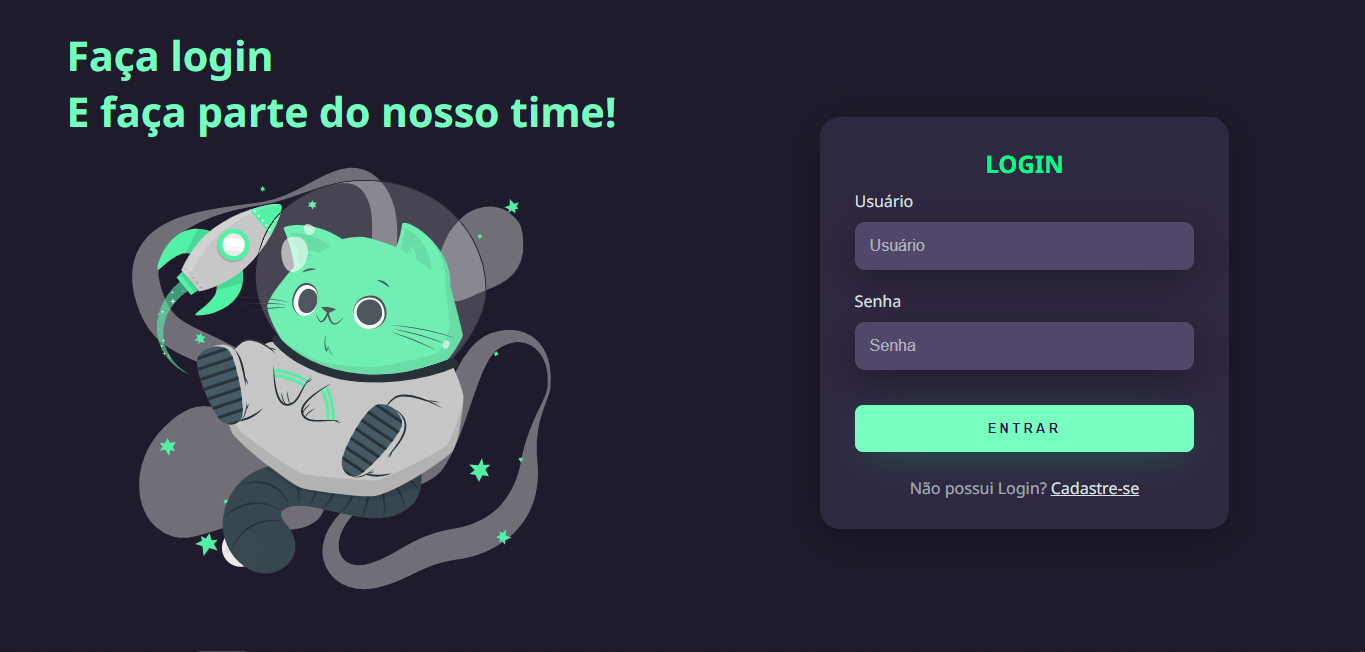 Faça login
E faça parte do nosso time!
LOGIN
Usuário
Usuário
Senha
Senha
ENTRAR
Não possui Login? Cadastre-se